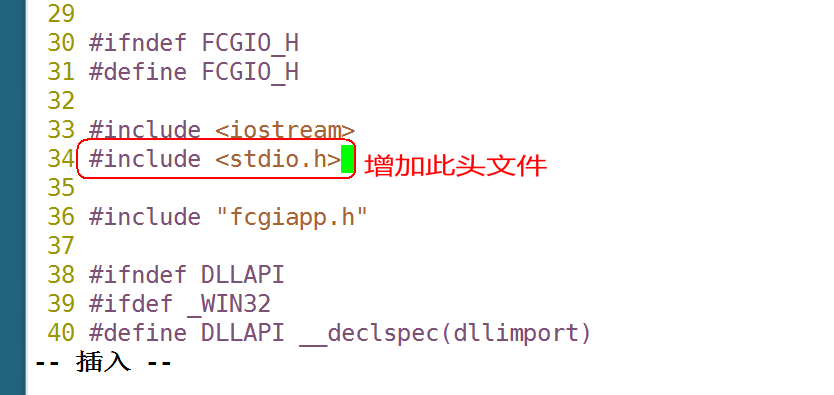 29
30 #ifndef FCGIO_H
31 #define FCGIO_H
32
33 #include <iostream>
34 #include <stdio.h> 增加此头文件
35
36 #include "fcgiapp.h"
37
38 #ifndef DLLAPI
39 #ifdef _WIN32
40 #define DLLAPI __declspec(dllimport)
-- 插入 --